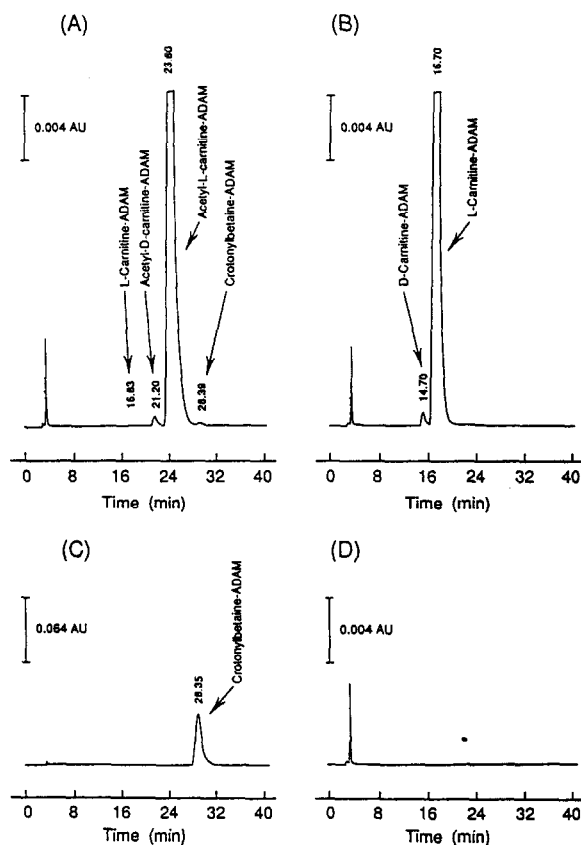 (A)
23.60
0.004 AU
L-Carnitine-ADAM
Acetyl-D-carnitine-ADAM
Acetyl-L-carnitine-ADAM
Crotonylbetaine-ADAM
16.83
21.20
28.39
0 8 16 24 32 40
Time (min)
(B)
16.70
0.004 AU
D-Carnitine-ADAM
L-Carnitine-ADAM
14.70
0 8 16 24 32 40
Time (min)
(C)
0.064 AU
28.35
Crotonylbetaine-ADAM
0 8 16 24 32 40
Time (min)
(D)
0.004 AU
0 8 16 24 32 40
Time (min)